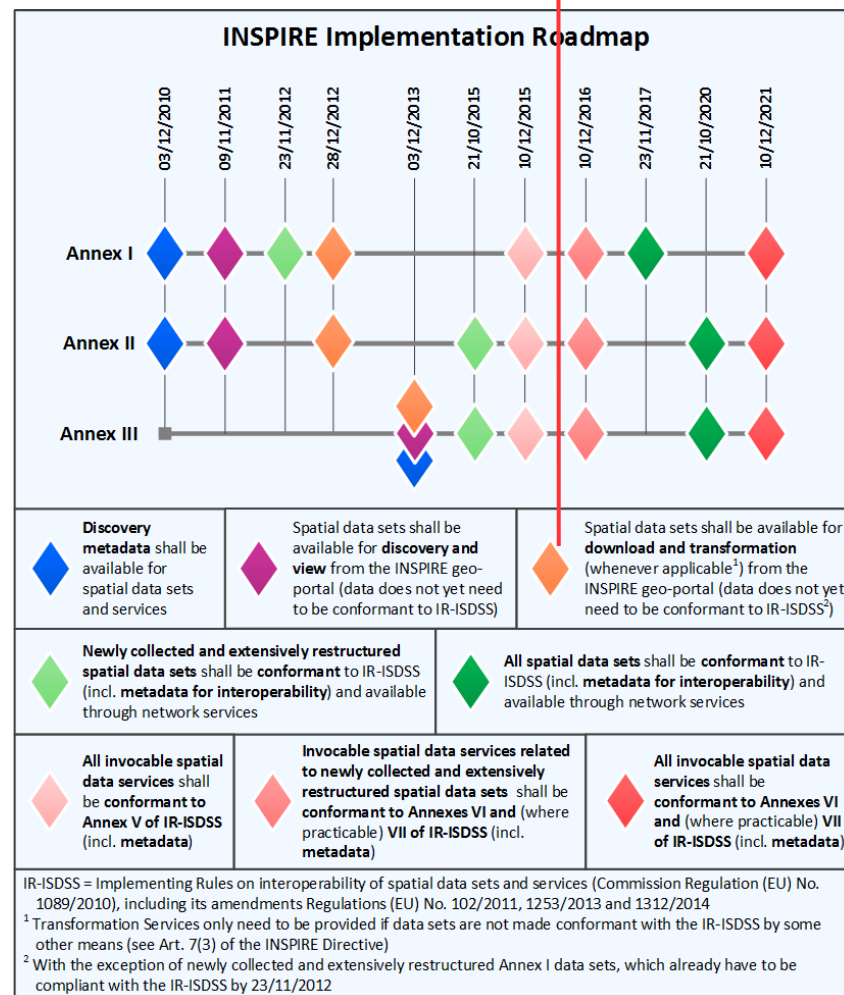 INSPIRE Implementation Roadmap
03/12/2010
09/11/2011
23/11/2012
28/12/2012
03/12/2013
21/10/2015
10/12/2015
10/12/2016
23/11/2017
21/10/2020
10/12/2021
Annex I
Annex II
Annex III
Discovery
metadata shall be
available for
spatial data sets
and services
Spatial data sets shall be
available for discovery and
view from the INSPIRE geo-
portal (data does not yet need
to be conformant to IR-ISDSS)
Spatial data sets shall be available for
download and transformation
(whenever applicable¹) from the
INSPIRE geo-portal (data does not yet
need to be conformant to IR-ISDSS²)
Newly collected and extensively restructured
spatial data sets shall be conformant to IR-ISDSS
(incl. metadata for interoperability) and available
through network services
All spatial data sets shall be conformant to IR-
ISDSS (incl. metadata for interoperability) and
available through network services
All invocable spatial
data services shall
be conformant to
Annex V of IR-ISDSS
(incl. metadata)
Invocable spatial data services related
to newly collected and extensively
restructured spatial data sets shall be
conformant to Annexes VI and (where
practicable) VII of IR-ISDSS (incl.
metadata)
All invocable spatial data
services shall be
conformant to Annexes VI
and (where practicable) VII
of IR-ISDSS (incl. metadata)
IR-ISDSS = Implementing Rules on interoperability of spatial data sets and services (Commission Regulation (EU) No.
1089/2010), including its amendments Regulations (EU) No. 102/2011, 1253/2013 and 1312/2014
¹ Transformation Services only need to be provided if data sets are not made conformant with the IR-ISDSS by some
other means (see Art. 7(3) of the INSPIRE Directive)
² With the exception of newly collected and extensively restructured Annex I data sets, which already have to be
compliant with the IR-ISDSS by 23/11/2012